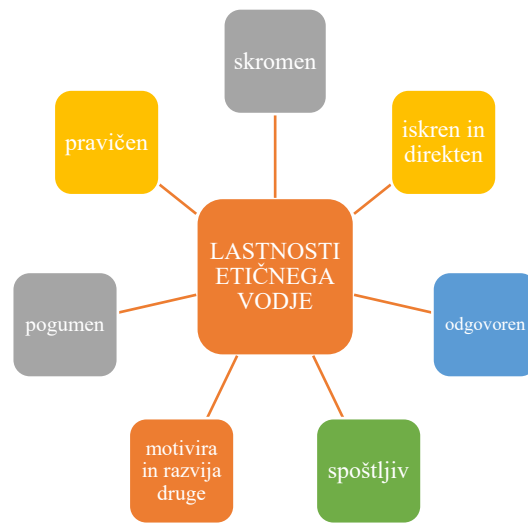 skromen
pravičen
iskren in
direkten
LASTNOSTI
ETIČNEGA
VODJE
pogumen
odgovoren
motivira
in razvija
druge
spoštljiv